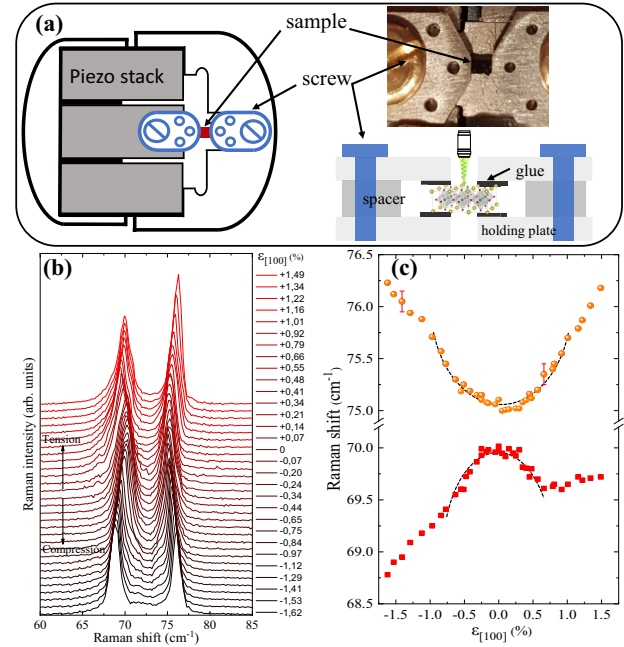 (a)
sample
Piezo stack
screw
glue
spacer
holding plate
(b)
ε[100] (%)
+1,49
+1,34
+1,22
+1,16
+1,01
+0,92
+0,79
+0,66
+0,55
+0,48
+0,41
+0,34
+0,21
+0,14
+0,07
0
-0,07
-0,20
-0,24
-0,34
-0,44
-0,65
-0,75
-0,84
-0,97
-1,12
-1,29
-1,41
-1,53
-1,62
Tension
Compression
Raman intensity (arb. units)
60 65 70 75 80 85
Raman shift (cm-1)
(c)
76.5
76.0
75.5
75.0
70.0
69.5
69.0
68.5
Raman shift (cm-1)
-1.5 -1.0 -0.5 0.0 0.5 1.0 1.5
ε[100] (%)